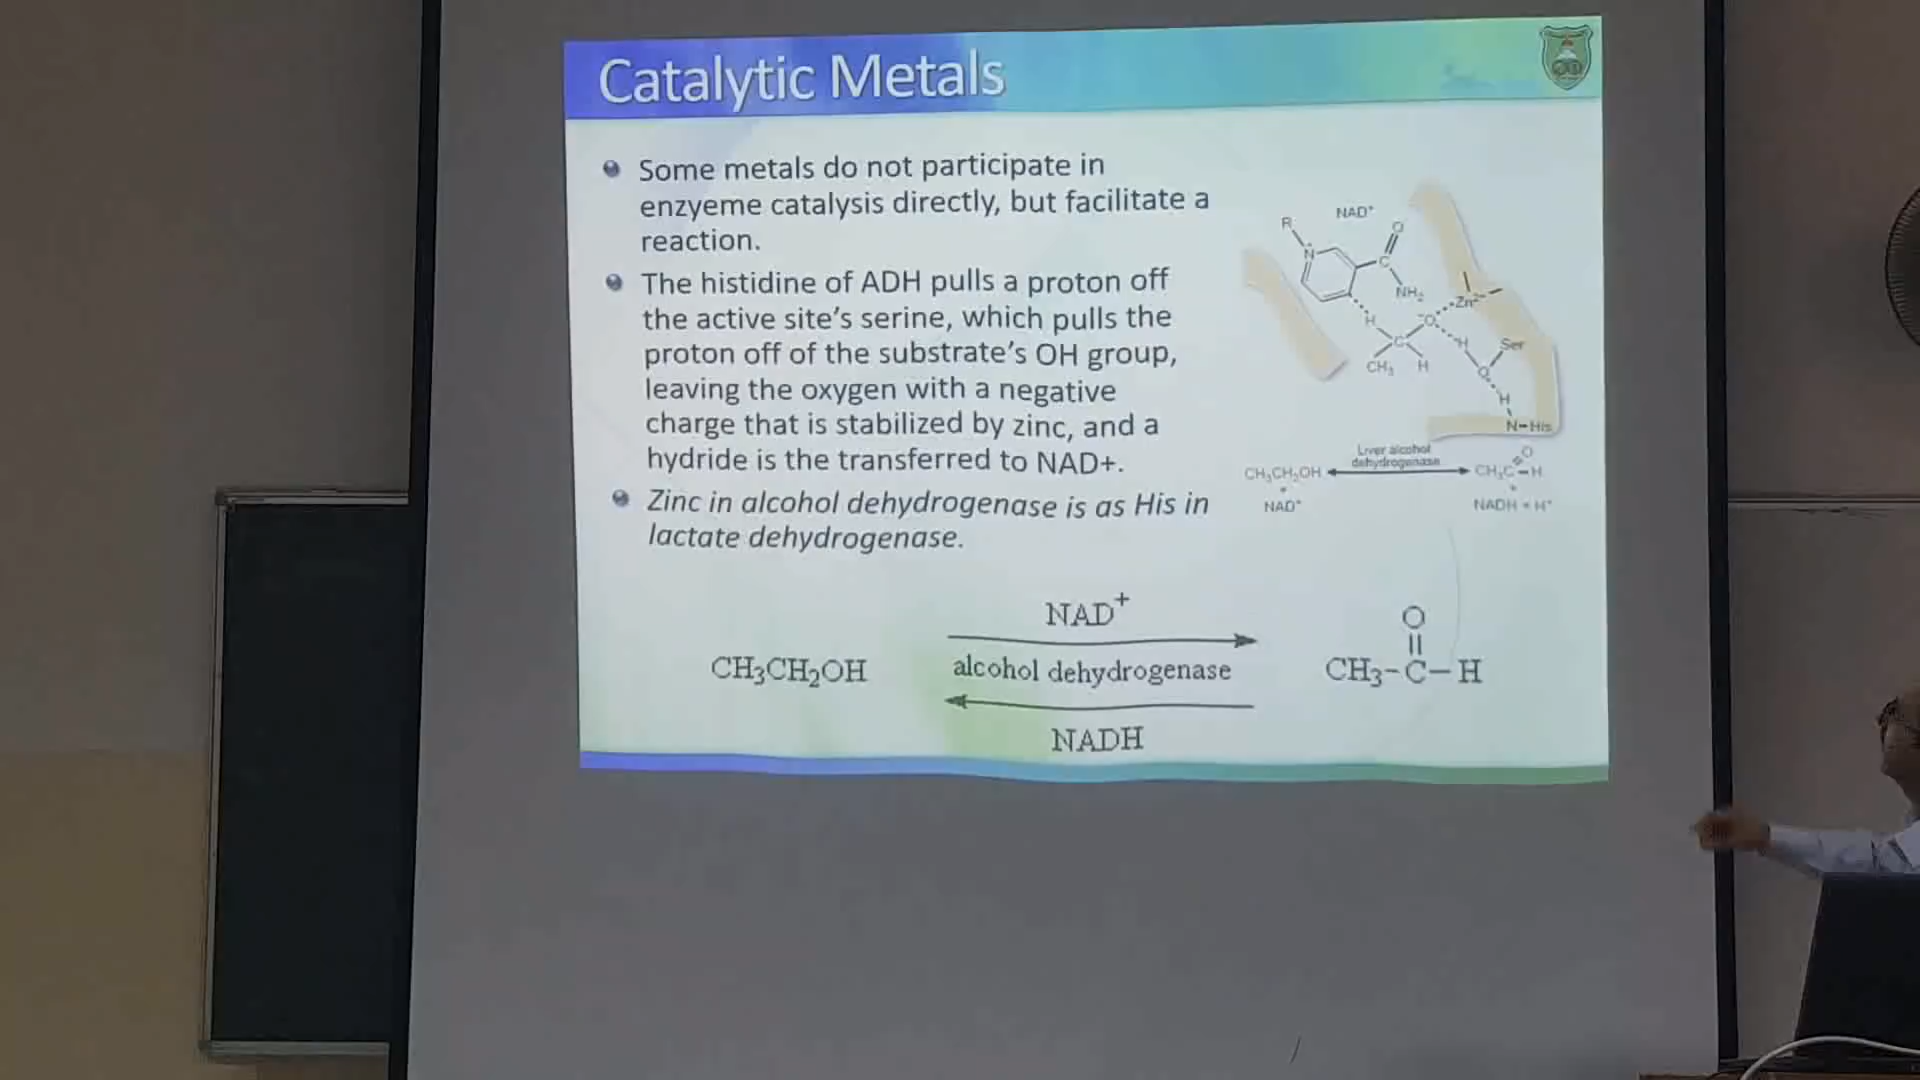 Catalytic Metals
Some metals do not participate in
enzyeme catalysis directly, but facilitate a
reaction.
The histidine of ADH pulls a proton off
the active site's serine, which pulls the
proton off of the substrate's OH group,
leaving the oxygen with a negative
charge that is stabilized by zinc, and a
hydride is the transferred to NAD+.
Zinc in alcohol dehydrogenase is as His in
lactate dehydrogenase.
NAD⁺
R
O
N
C
NH₂
Zn²⁺
H
⁻O
C
H
Ser
CH₃ H
O
H
N-His
Liver alcohol
dehydrogenase
O
CH₃CH₂OH CH₃C-H
+ +
NAD⁺ NADH + H⁺
NAD⁺
O
CH₃CH₂OH alcohol dehydrogenase CH₃-C-H
NADH